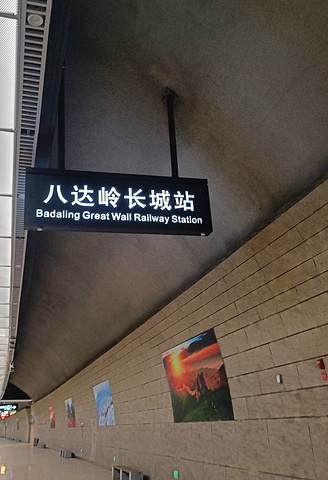 八达岭长城站
Badaling Great Wall Railway Station